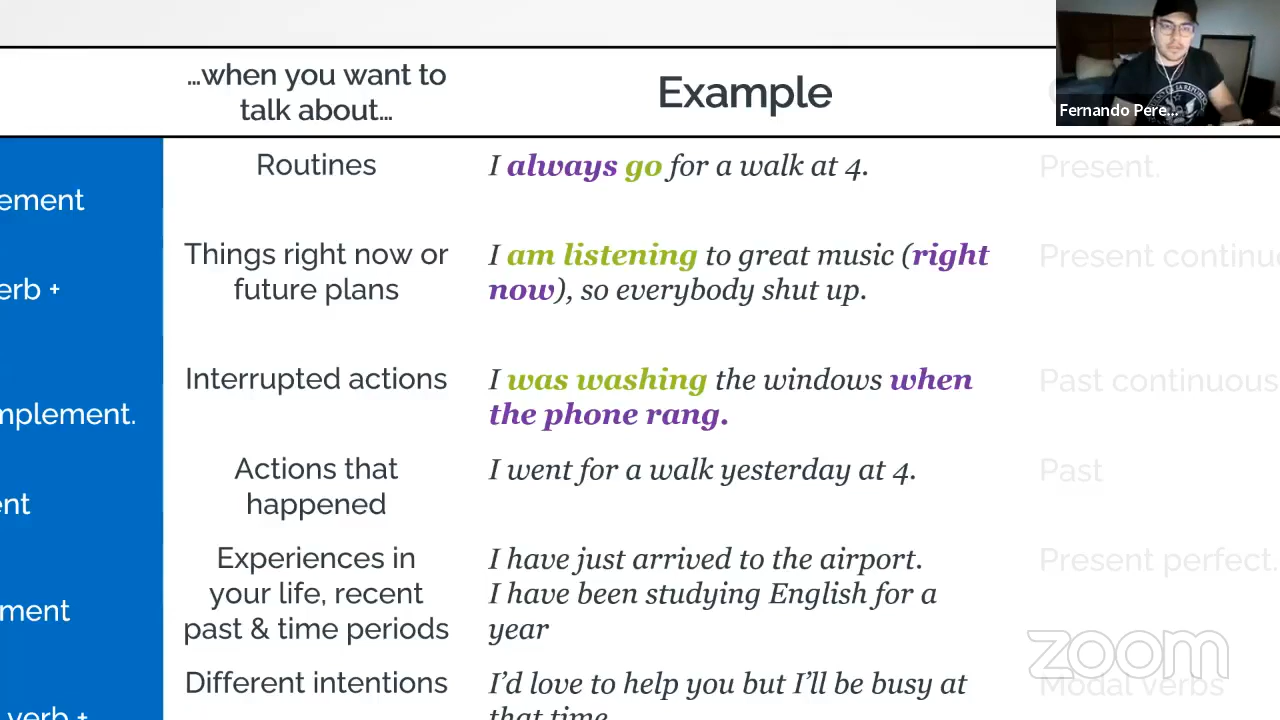 ...when you want to
talk about...
Example
Fernando Pere...
ement
Routines
I always go for a walk at 4.
Present.
erb +
Things right now or
future plans
I am listening to great music (right
now), so everybody shut up.
Present continu
mplement.
Interrupted actions
I was washing the windows when
the phone rang.
Past continuous
ent
Actions that
happened
I went for a walk yesterday at 4.
Past
ment
Experiences in
your life, recent
past & time periods
I have just arrived to the airport.
I have been studying English for a
year
Present perfect.
verb +
Different intentions
I'd love to help you but I'll be busy at
that time
Modal verbs
zoom